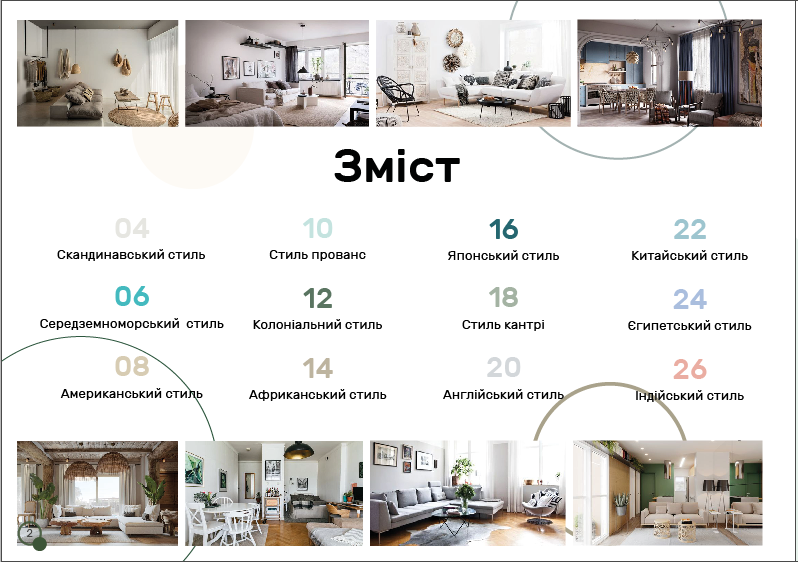 Зміст
04
Скандинавський стиль
10
Стиль прованс
16
Японський стиль
22
Китайський стиль
06
Середземноморський стиль
12
Колоніальний стиль
18
Стиль кантрі
24
Єгипетський стиль
08
Американський стиль
14
Африканський стиль
20
Англійський стиль
26
Індійський стиль
2